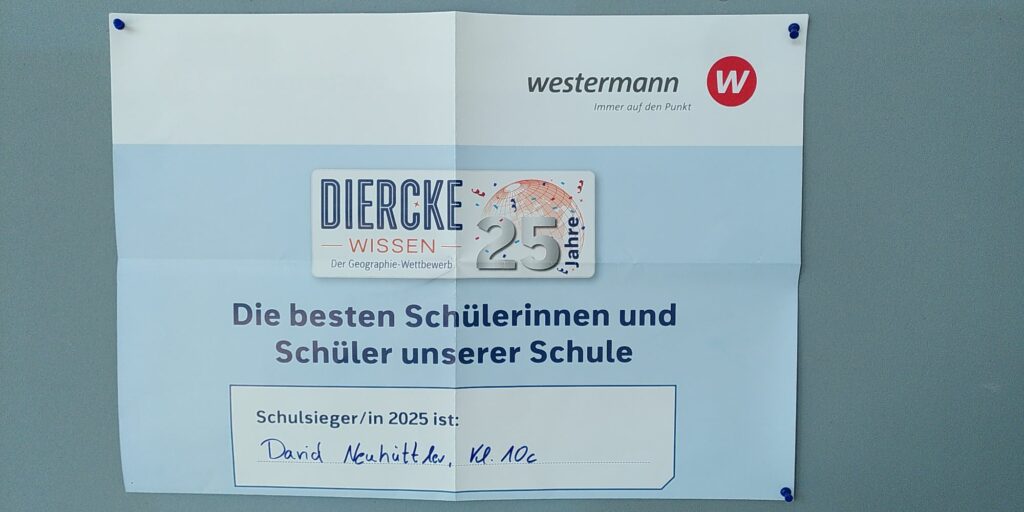 westermann W
Immer auf den Punkt
DIERCKE
WISSEN
Der Geographie-Wettbewerb
25 Jahre
Die besten Schülerinnen und
Schüler unserer Schule
Schulsieger/in 2025 ist:
David Neuhüttler, Kl. 10c